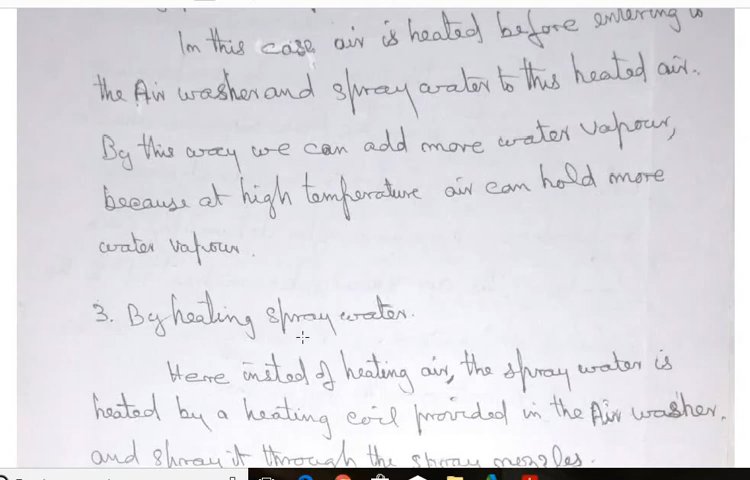 In this case air is heated before entering to
the Air washer and spray water to this heated air.
By this way we can add more water vapour,
because at high temperature air can hold more
water vapour.
3. By heating spray water.
Here insted of heating air, the spray water is
heated by a heating coil provided in the Air washer.
and spray it through the spray nozzles.